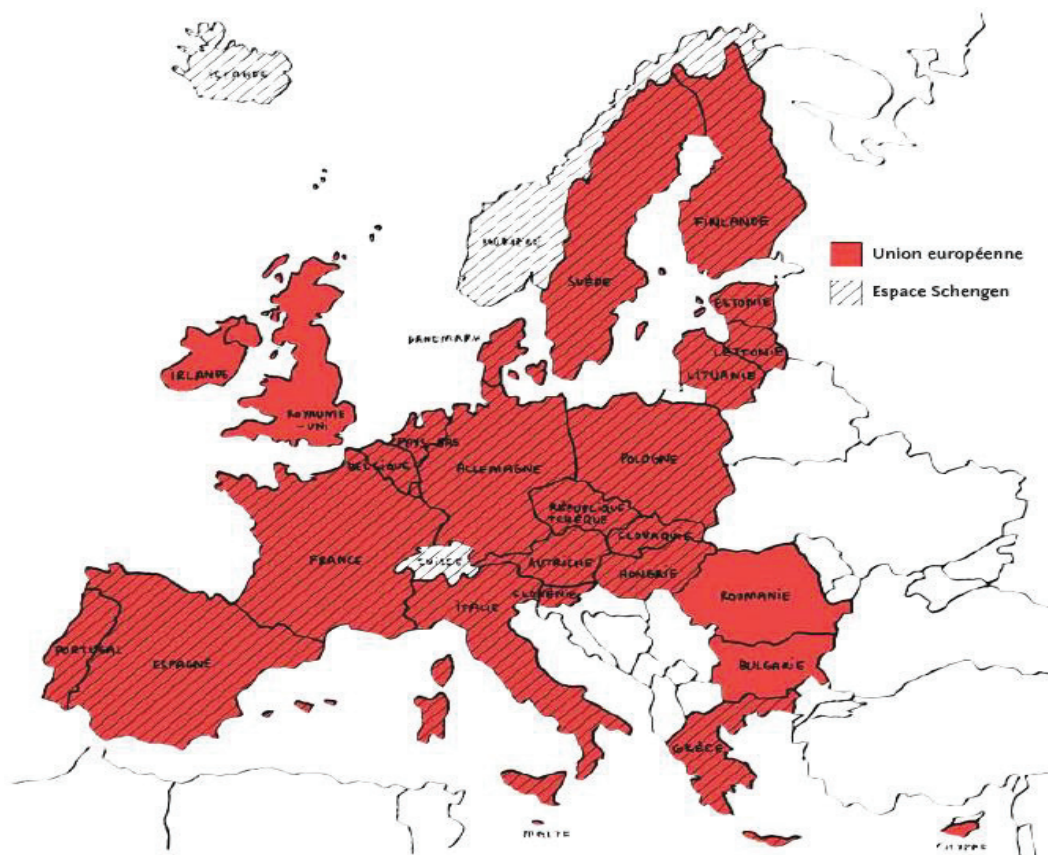 ISLANDE
NORVÈGE
FINLANDE
Union européenne
SUÈDE
Espace Schengen
ESTONIE
DANEMARK
LETTONIE
IRLANDE
LITUANIE
ROYAUME
-UNI
PAYS-BAS
BELGIQUE
ALLEMAGNE
POLOGNE
RÉPUBLIQUE
TCHÈQUE
SLOVAQUIE
FRANCE
SUISSE
AUTRICHE
HONGRIE
SLOVÉNIE
ROUMANIE
ITALIE
PORTUGAL
ESPAGNE
BULGARIE
GRÈCE
MALTE
CHYPRE